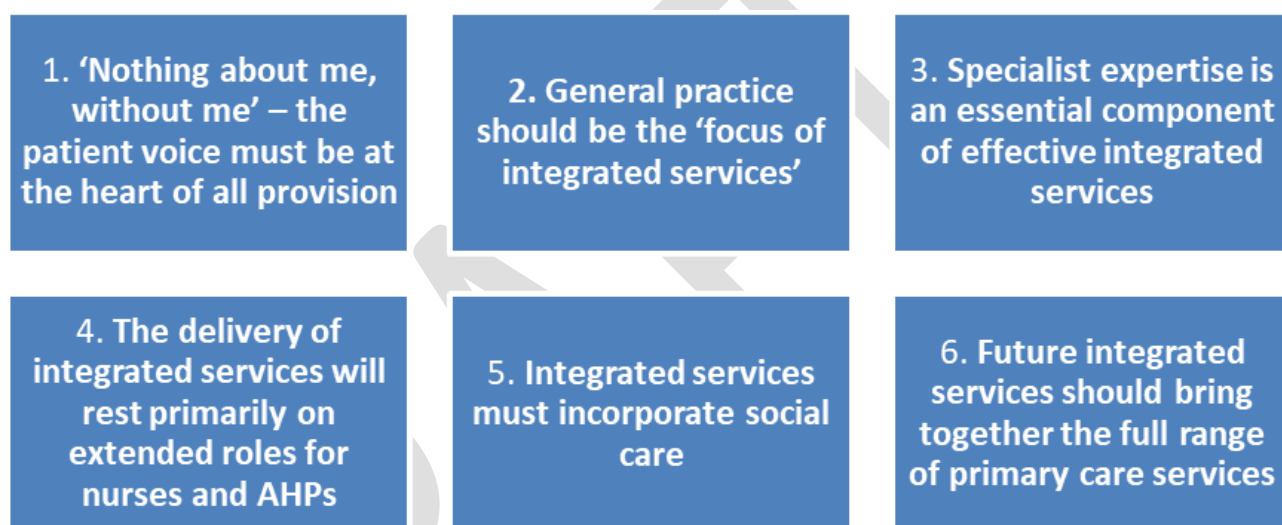 1. ‘Nothing about me,
without me’ – the
patient voice must be at
the heart of all provision
2. General practice
should be the ‘focus of
integrated services’
3. Specialist expertise is
an essential component
of effective integrated
services
4. The delivery of
integrated services will
rest primarily on
extended roles for
nurses and AHPs
5. Integrated services
must incorporate social
care
6. Future integrated
services should bring
together the full range
of primary care services